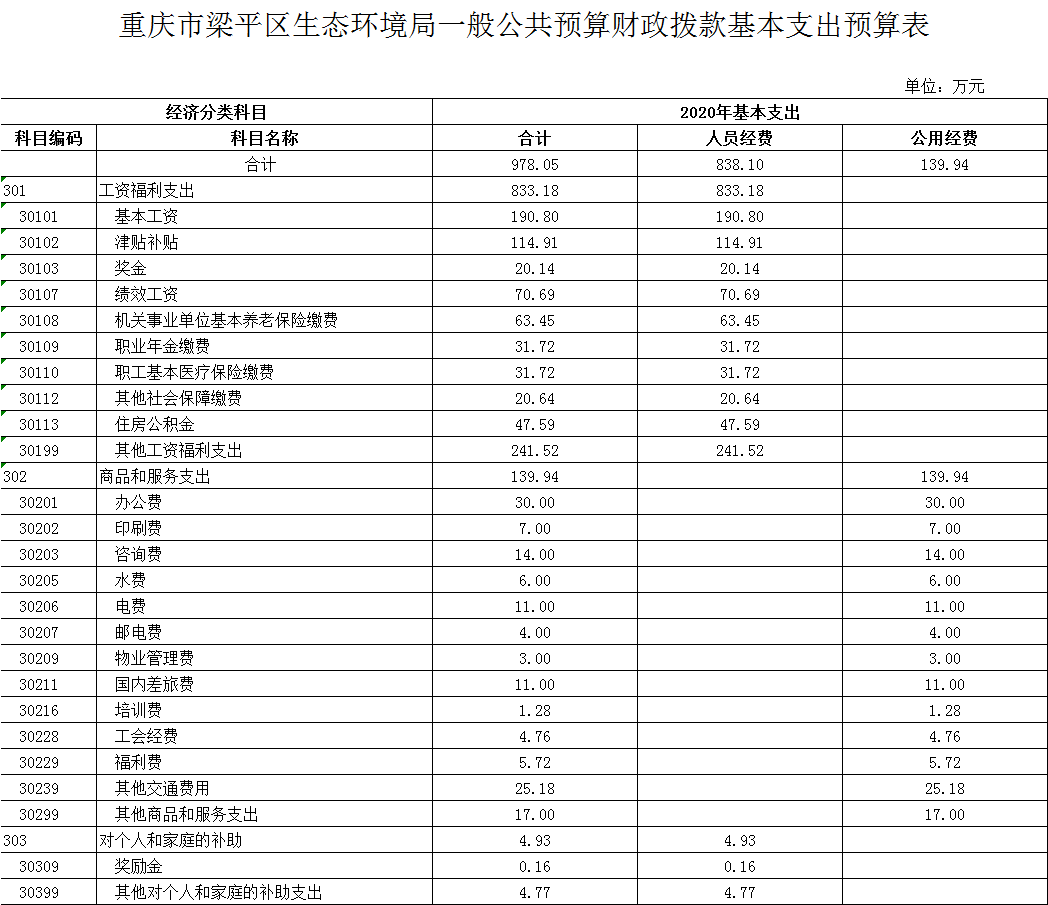 重庆市梁平区生态环境局一般公共预算财政拨款基本支出预算表
单位：万元
经济分类科目 2020年基本支出
科目编码 科目名称 合计 人员经费 公用经费
合计 978.05 838.10 139.94
301 工资福利支出 833.18 833.18
30101 基本工资 190.80 190.80
30102 津贴补贴 114.91 114.91
30103 奖金 20.14 20.14
30107 绩效工资 70.69 70.69
30108 机关事业单位基本养老保险缴费 63.45 63.45
30109 职业年金缴费 31.72 31.72
30110 职工基本医疗保险缴费 31.72 31.72
30112 其他社会保障缴费 20.64 20.64
30113 住房公积金 47.59 47.59
30199 其他工资福利支出 241.52 241.52
302 商品和服务支出 139.94 139.94
30201 办公费 30.00 30.00
30202 印刷费 7.00 7.00
30203 咨询费 14.00 14.00
30205 水费 6.00 6.00
30206 电费 11.00 11.00
30207 邮电费 4.00 4.00
30209 物业管理费 3.00 3.00
30211 国内差旅费 11.00 11.00
30216 培训费 1.28 1.28
30228 工会经费 4.76 4.76
30229 福利费 5.72 5.72
30239 其他交通费用 25.18 25.18
30299 其他商品和服务支出 17.00 17.00
303 对个人和家庭的补助 4.93 4.93
30309 奖励金 0.16 0.16
30399 其他对个人和家庭的补助支出 4.77 4.77